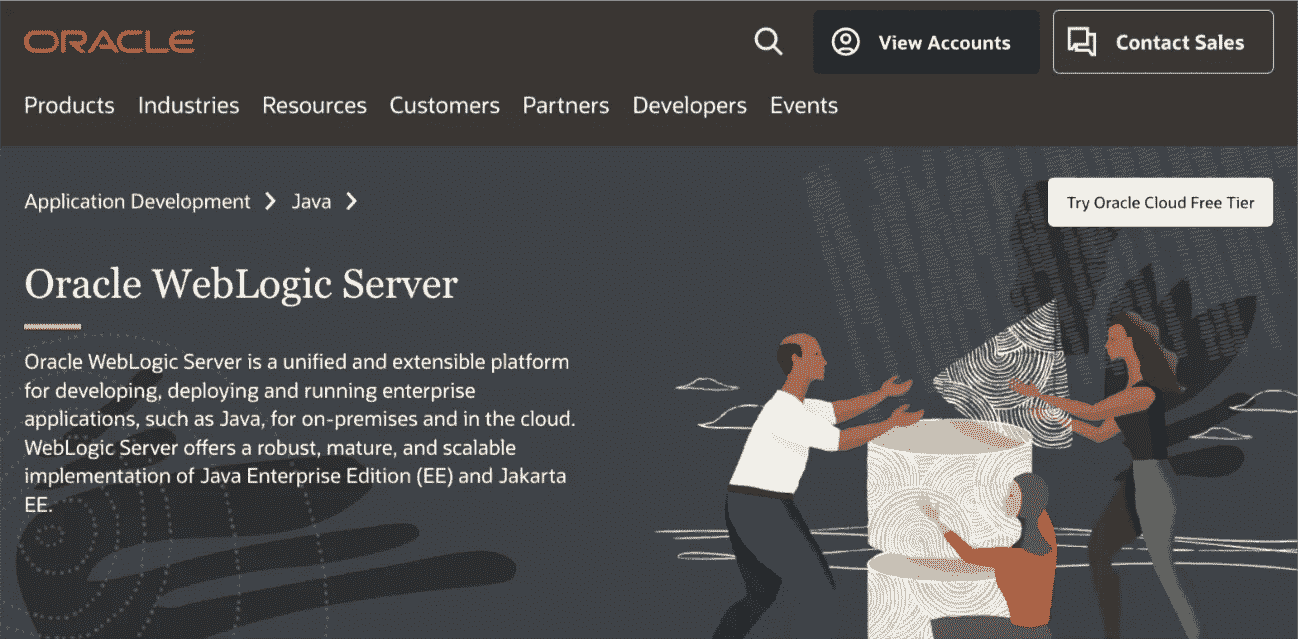 ORACLE
View Accounts
Contact Sales
Products Industries Resources Customers Partners Developers Events
Application Development Java
Try Oracle Cloud Free Tier
Oracle WebLogic Server
Oracle WebLogic Server is a unified and extensible platform
for developing, deploying and running enterprise
applications, such as Java, for on-premises and in the cloud.
WebLogic Server offers a robust, mature, and scalable
implementation of Java Enterprise Edition (EE) and Jakarta
EE.